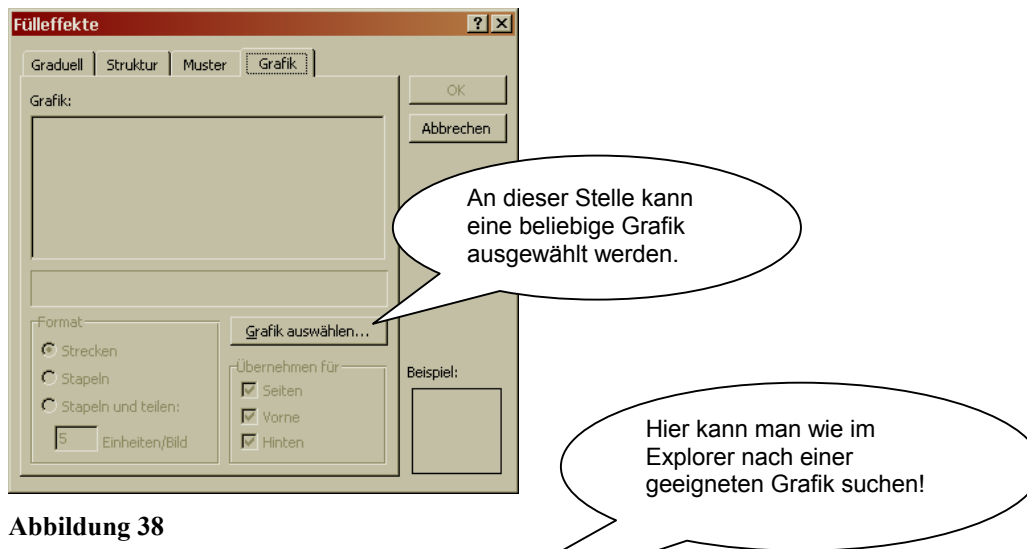 Fülleffekte
Graduell Struktur Muster Grafik
Grafik:
OK
Abbrechen
An dieser Stelle kann
eine beliebige Grafik
ausgewählt werden.
Format
Strecken
Stapeln
Stapeln und teilen:
5 Einheiten/Bild
Grafik auswählen...
Übernehmen für
Seiten
Vorne
Hinten
Beispiel:
Hier kann man wie im
Explorer nach einer
geeigneten Grafik suchen!
Abbildung 38